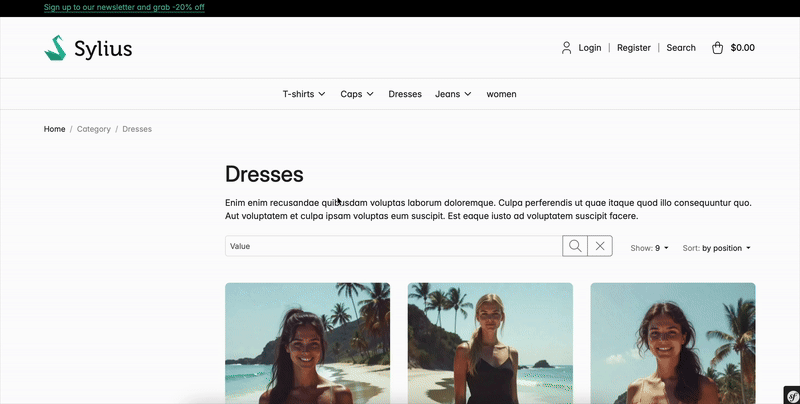 Sign up to our newsletter and grab -20% off
Sylius
Login | Register | Search $0.00
T-shirts Caps Dresses Jeans women
Home / Category / Dresses
Dresses
Enim enim recusandae quibusdam voluptas laborum doloremque. Culpa perferendis ut quae itaque quod illo consequuntur quo.
Aut voluptatem et culpa ipsam voluptas eum suscipit. Est eaque iusto ad voluptatem suscipit facere.
Value
Show: 9 Sort: by position
sf